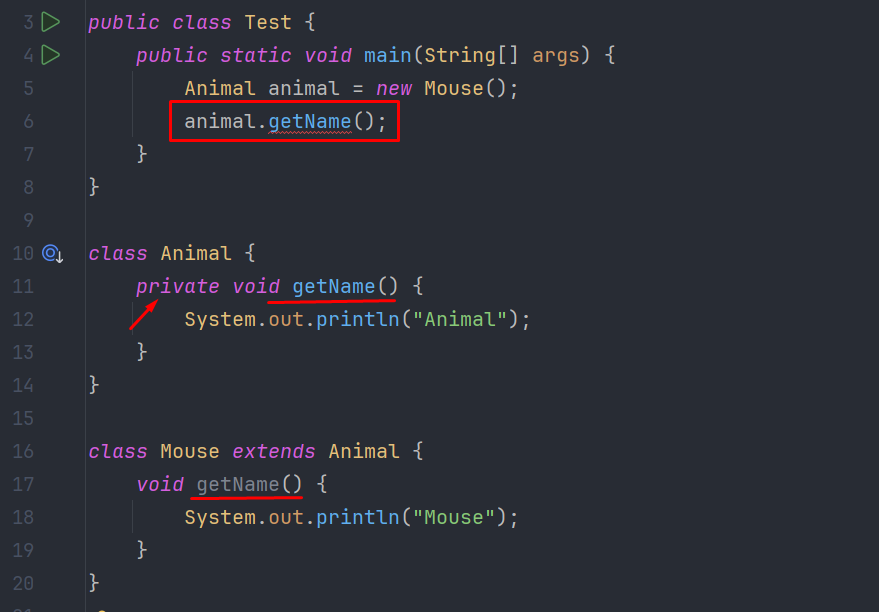 3 public class Test {
4 public static void main(String[] args) {
5 Animal animal = new Mouse();
6 animal.getName();
7 }
8 }
9
10 class Animal {
11 private void getName() {
12 System.out.println("Animal");
13 }
14 }
15
16 class Mouse extends Animal {
17 void getName() {
18 System.out.println("Mouse");
19 }
20 }